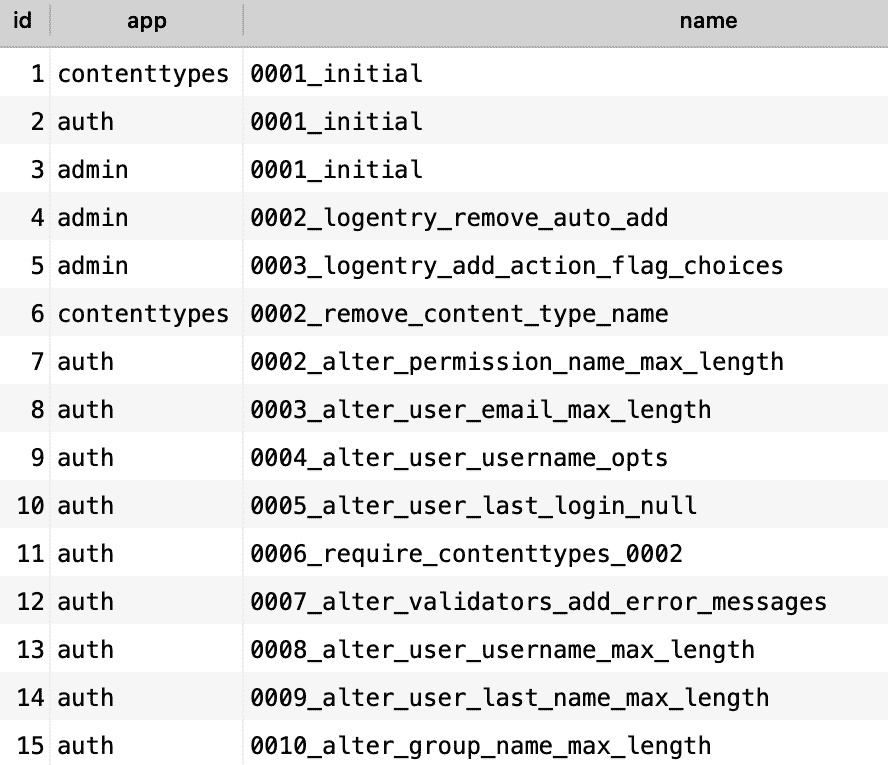 id app name
1 contenttypes 0001_initial
2 auth 0001_initial
3 admin 0001_initial
4 admin 0002_logentry_remove_auto_add
5 admin 0003_logentry_add_action_flag_choices
6 contenttypes 0002_remove_content_type_name
7 auth 0002_alter_permission_name_max_length
8 auth 0003_alter_user_email_max_length
9 auth 0004_alter_user_username_opts
10 auth 0005_alter_user_last_login_null
11 auth 0006_require_contenttypes_0002
12 auth 0007_alter_validators_add_error_messages
13 auth 0008_alter_user_username_max_length
14 auth 0009_alter_user_last_name_max_length
15 auth 0010_alter_group_name_max_length